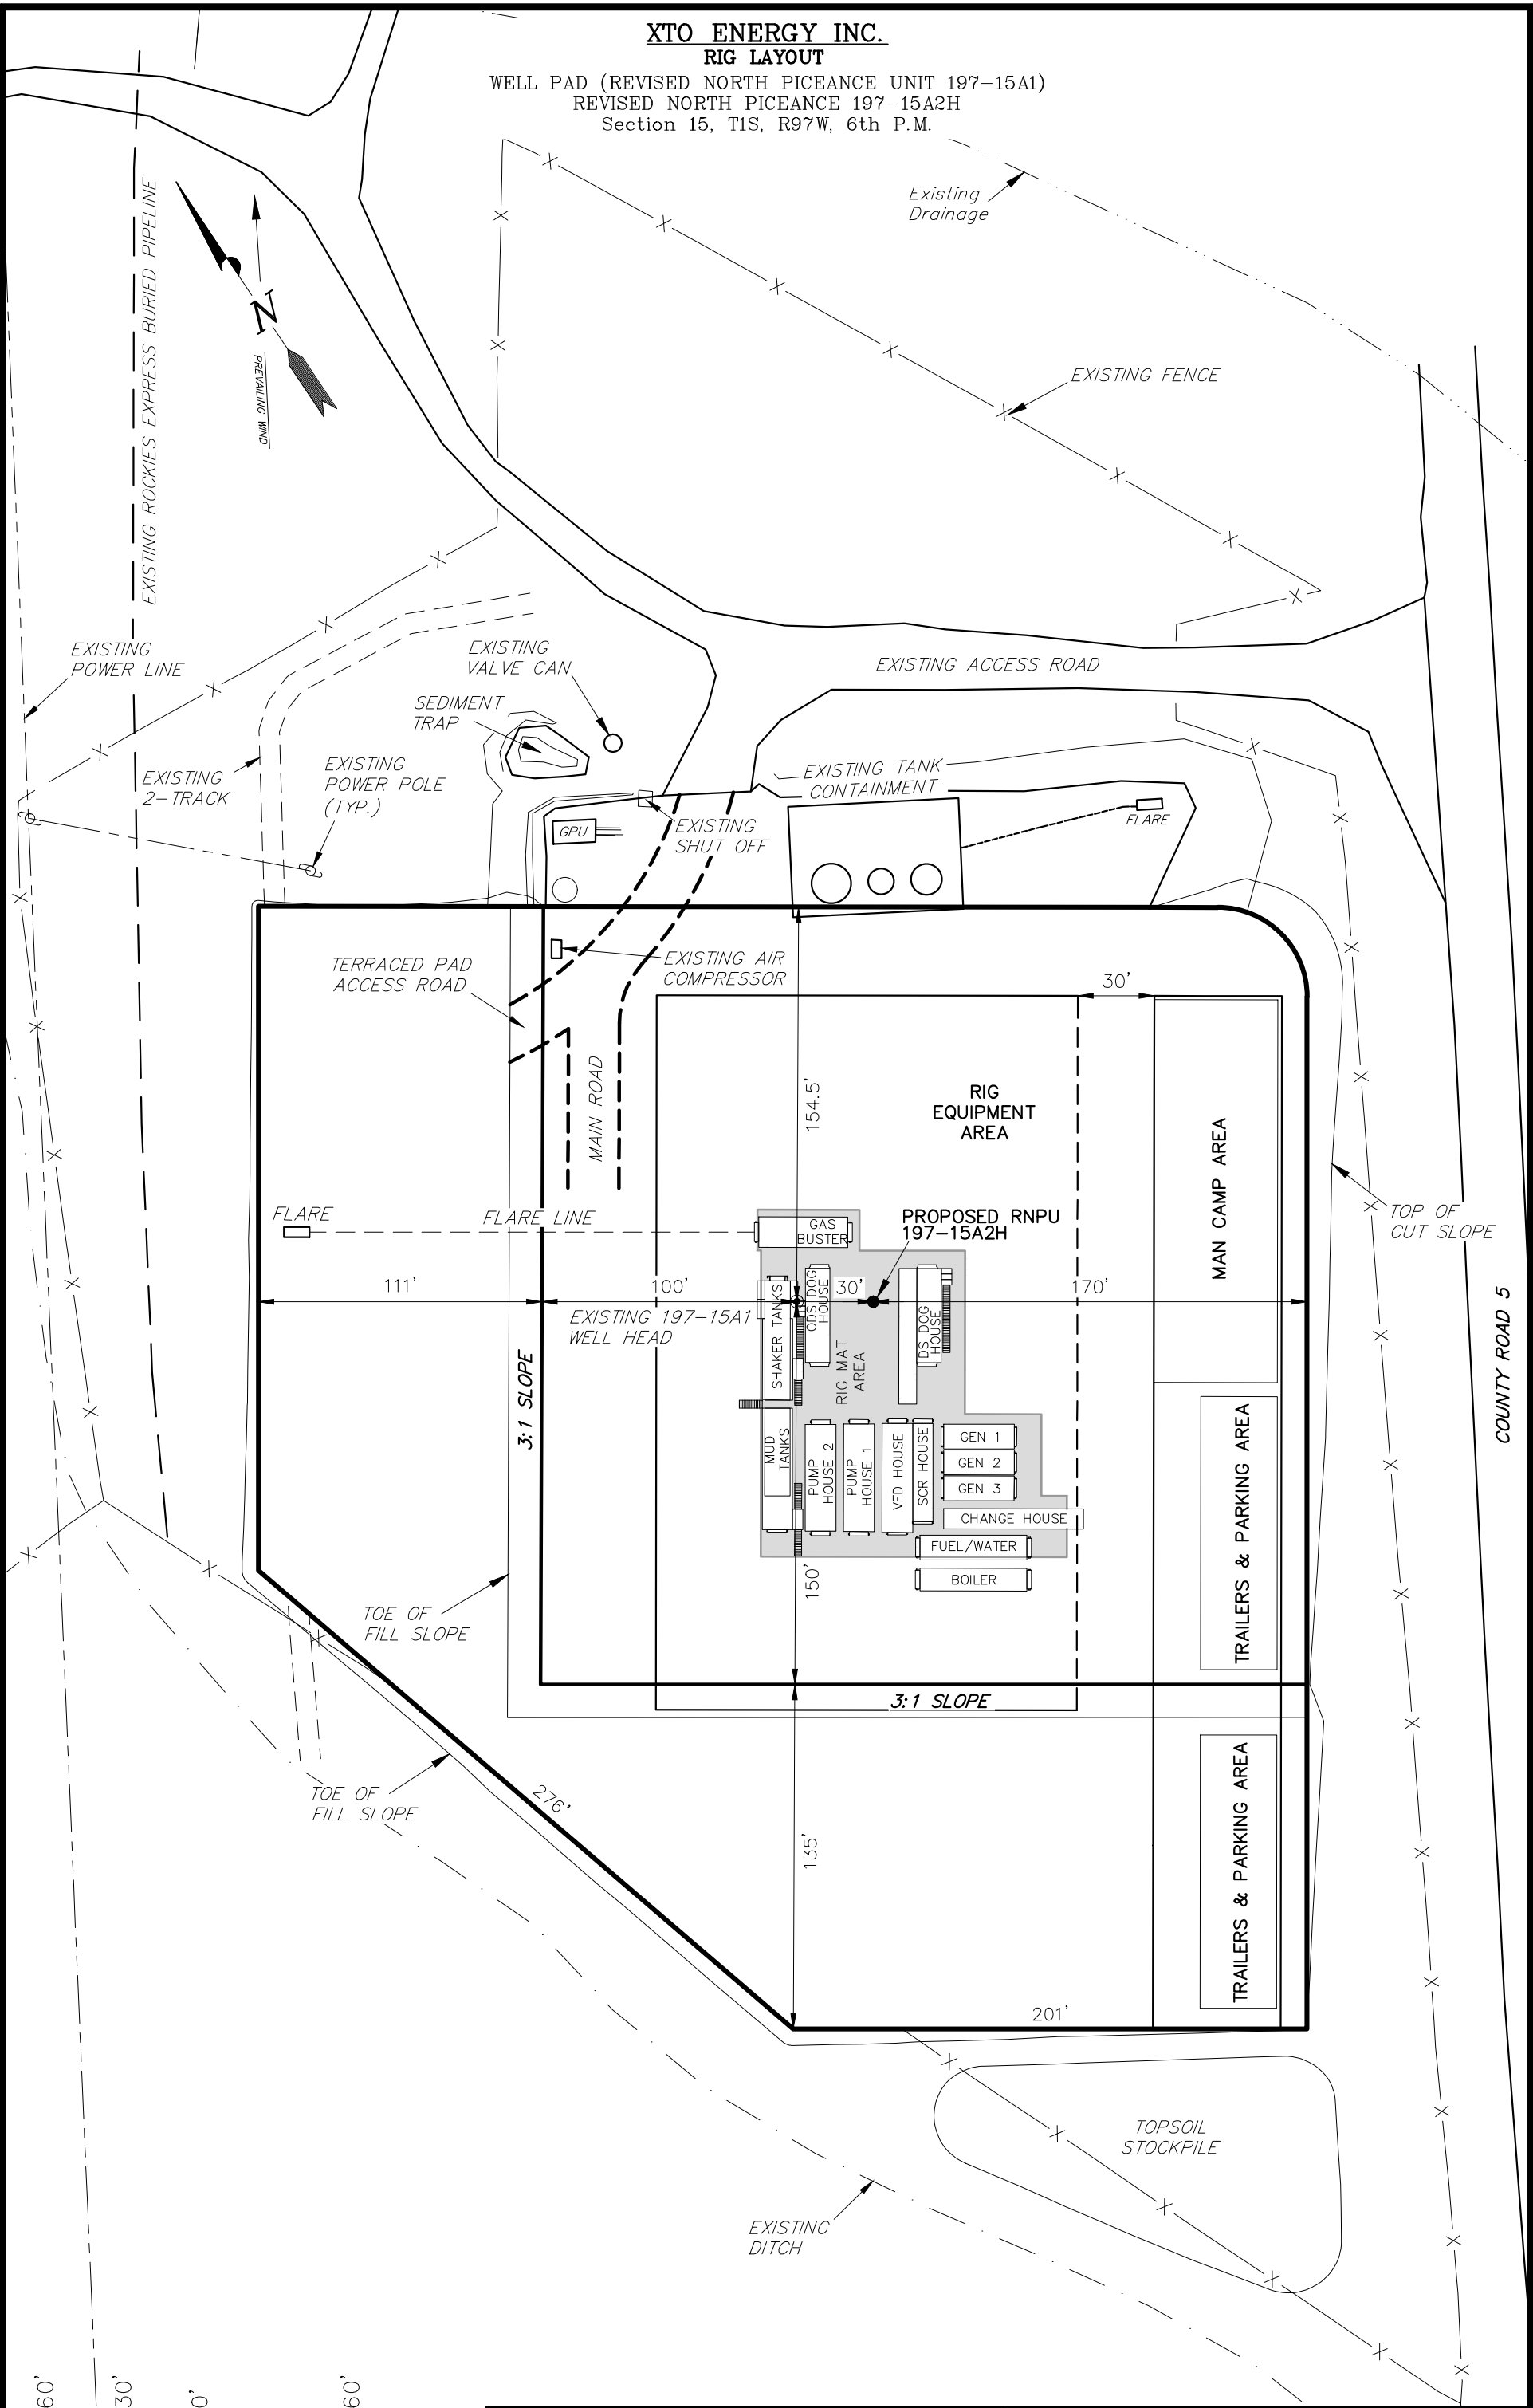 XTO ENERGY INC.
RIG LAYOUT
WELL PAD (REVISED NORTH PICEANCE UNIT 197-15A1)
REVISED NORTH PICEANCE 197-15A2H
Section 15, T1S, R97W, 6th P.M.
Existing
Drainage
EXISTING ROCKIES EXPRESS BURIED PIPELINE
N
PREVAILING WIND
EXISTING FENCE
EXISTING
POWER LINE
EXISTING
VALVE CAN
EXISTING ACCESS ROAD
SEDIMENT
TRAP
EXISTING
2-TRACK
EXISTING
POWER POLE
(TYP.)
EXISTING TANK
CONTAINMENT
FLARE
GPU
EXISTING
SHUT OFF
TERRACED PAD
ACCESS ROAD
EXISTING AIR
COMPRESSOR
30'
MAIN ROAD
154.5'
RIG
EQUIPMENT
AREA
MAN CAMP AREA
TOP OF
CUT SLOPE
FLARE
FLARE LINE
GAS
BUSTER
PROPOSED RNPU
197-15A2H
111'
100'
30'
170'
EXISTING 197-15A1
WELL HEAD
SHAKER TANKS
ODS DOG
HOUSE
DS DOG
HOUSE
RIG MAT
AREA
3:1 SLOPE
COUNTY ROAD 5
MUD
TANKS
PUMP
HOUSE 2
PUMP
HOUSE 1
VFD HOUSE
SCR HOUSE
GEN 1
GEN 2
GEN 3
CHANGE HOUSE
FUEL/WATER
BOILER
TRAILERS & PARKING AREA
150'
TOE OF
FILL SLOPE
3:1 SLOPE
TOE OF
FILL SLOPE
276'
135'
TRAILERS & PARKING AREA
201'
TOPSOIL
STOCKPILE
EXISTING
DITCH
60'
30'
0'
60'